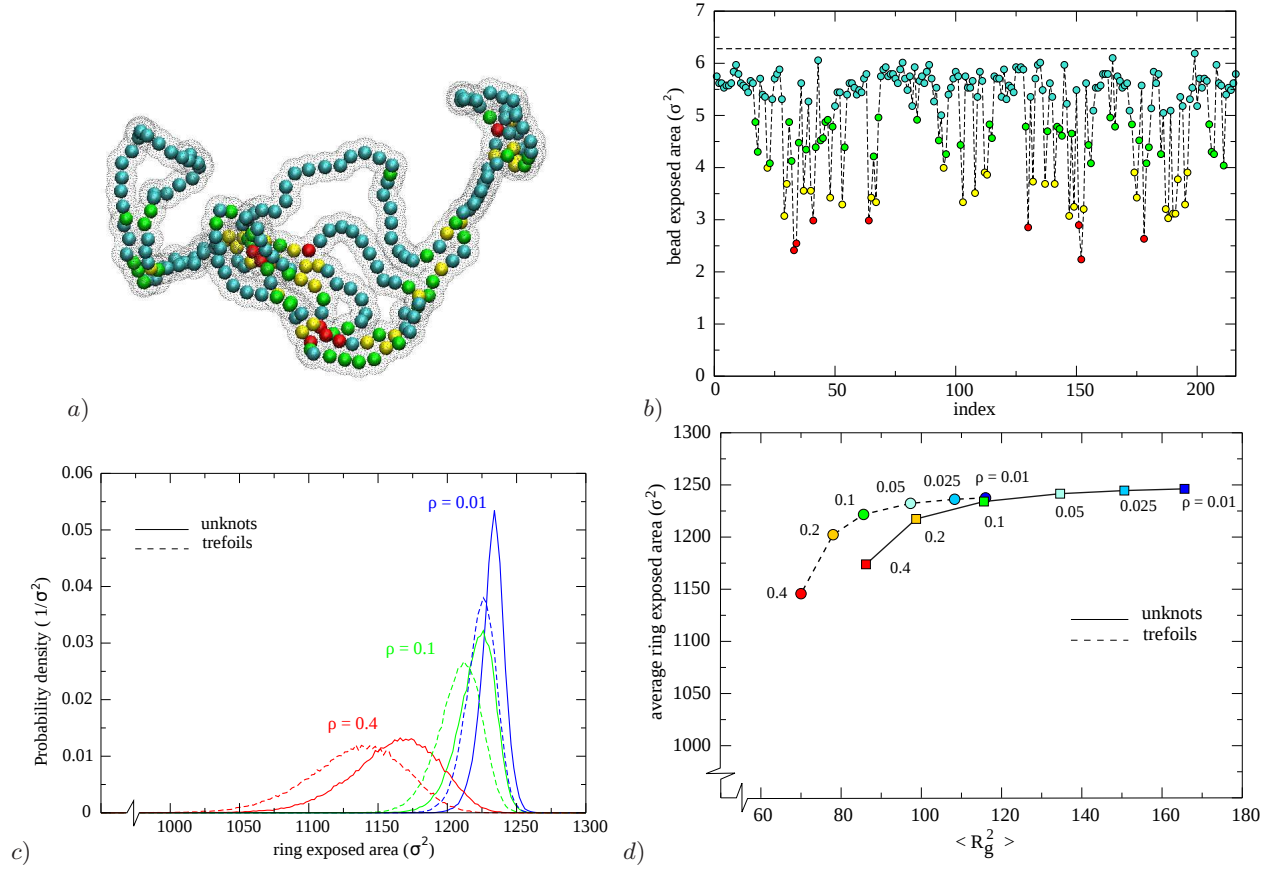 a)
7
6
5
4
3
2
1
0
bead exposed area (σ²)
0
50
100
150
200
index
b)
0.06
0.05
0.04
0.03
0.02
0.01
0
Probability density ( 1/σ²)
unknots
trefoils
ρ = 0.01
ρ = 0.1
ρ = 0.4
1000
1050
1100
1150
1200
1250
1300
ring exposed area (σ²)
c)
1300
1250
1200
1150
1100
1050
1000
average ring exposed area (σ²)
0.4
0.2
0.1
0.05
0.025
ρ = 0.01
0.4
0.2
0.1
0.05
0.025
ρ = 0.01
unknots
trefoils
60
80
100
120
140
160
180
< R_g² >
d)